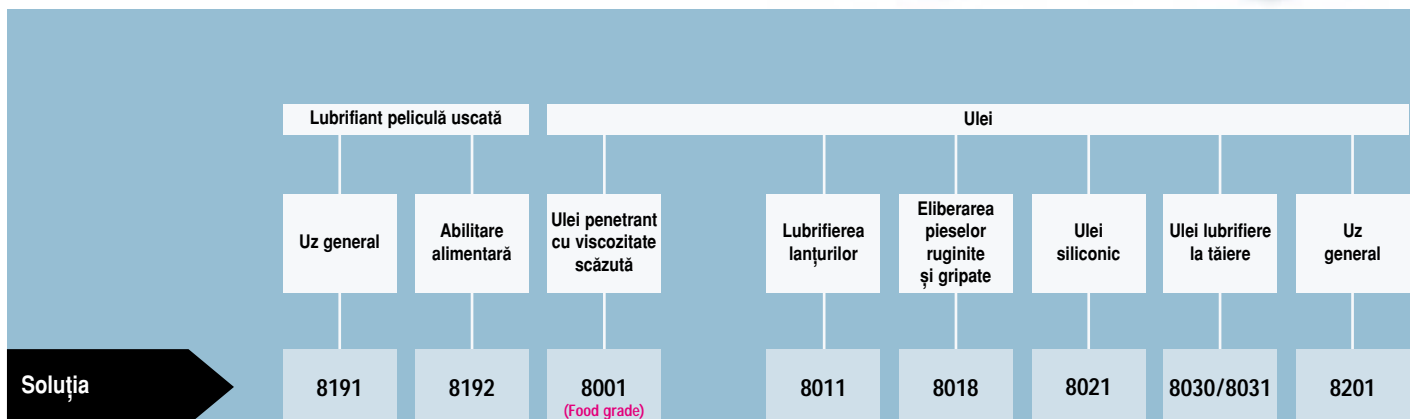 Lubrifiant peliculă uscată
Ulei
Uz general
Abilitare
alimentară
Ulei penetrant
cu viscozitate
scăzută
Lubrifierea
lanțurilor
Eliberarea
pieselor
ruginite
și gripate
Ulei
siliconic
Ulei lubrifiere
la tăiere
Uz
general
Soluția
8191
8192
8001
(Food grade)
8011
8018
8021
8030/8031
8201